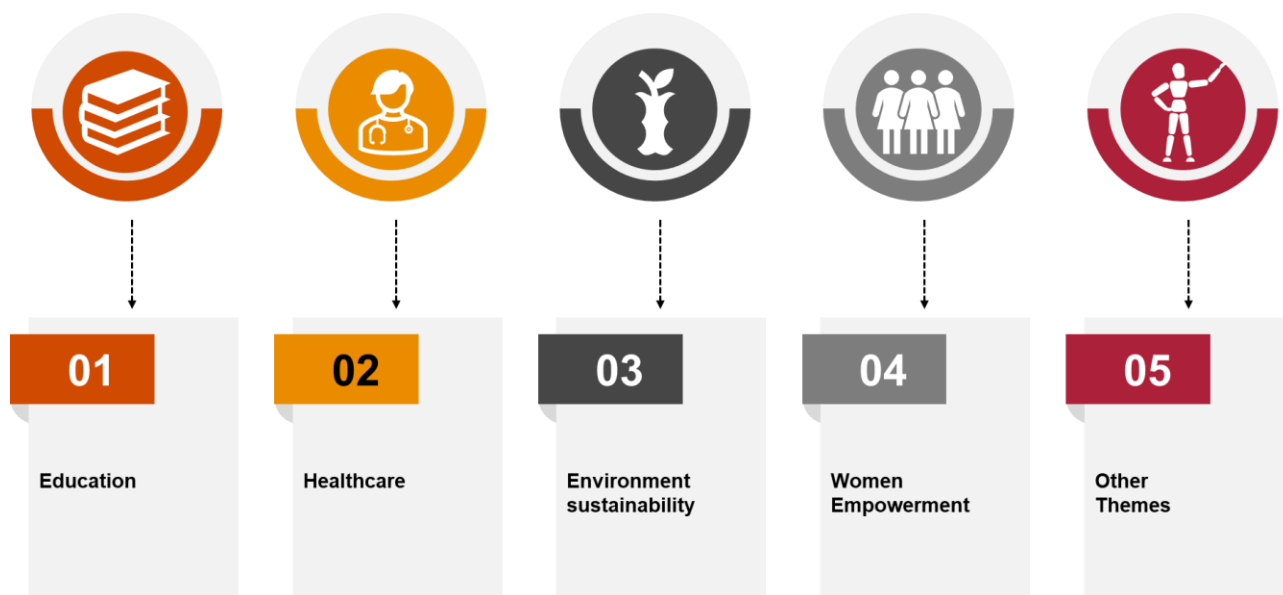 01
02
03
04
05
Education
Healthcare
Environment
sustainability
Women
Empowerment
Other
Themes